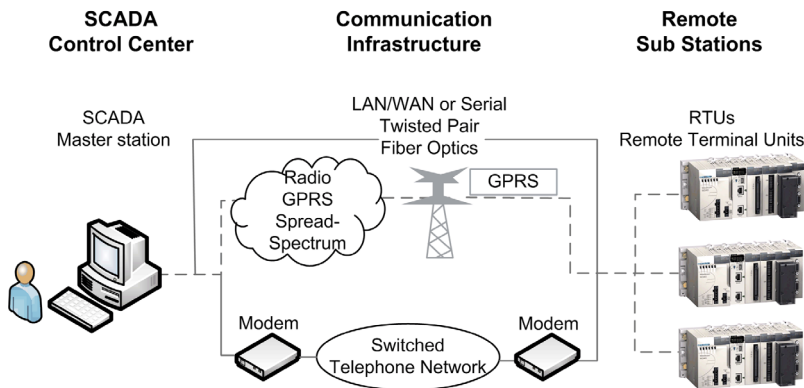 SCADA
Control Center
Communication
Infrastructure
Remote
Sub Stations
SCADA
Master station
LAN/WAN or Serial
Twisted Pair
Fiber Optics
RTUs
Remote Terminal Units
Radio
GPRS
Spread-
Spectrum
GPRS
Modem
Switched
Telephone Network
Modem